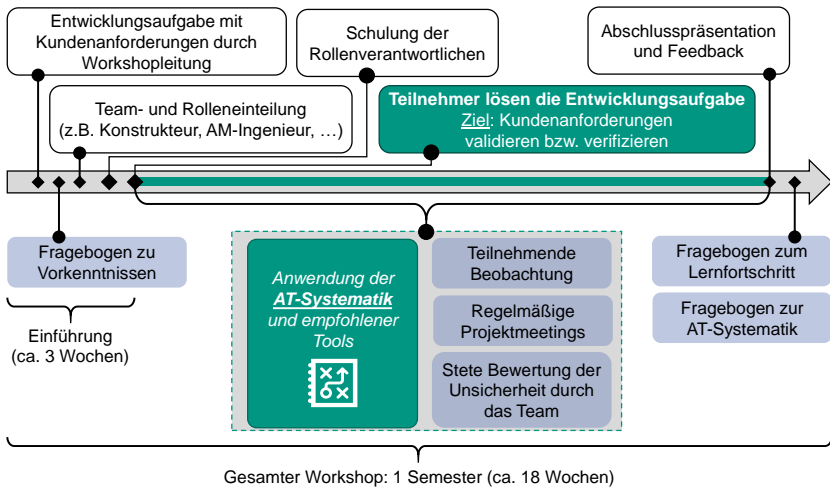 Entwicklungsaufgabe mit
Kundenanforderungen durch
Workshopleitung
Schulung der
Rollenverantwortlichen
Abschlusspräsentation
und Feedback
Team- und Rolleneinteilung
(z.B. Konstrukteur, AM-Ingenieur, …)
Teilnehmer lösen die Entwicklungsaufgabe
Ziel: Kundenanforderungen
validieren bzw. verifizieren
Fragebogen zu
Vorkenntnissen
Einführung
(ca. 3 Wochen)
Anwendung der
AT-Systematik
und empfohlener
Tools
Teilnehmende
Beobachtung
Regelmäßige
Projektmeetings
Stete Bewertung der
Unsicherheit durch
das Team
Fragebogen zum
Lernfortschritt
Fragebogen zur
AT-Systematik
Gesamter Workshop: 1 Semester (ca. 18 Wochen)